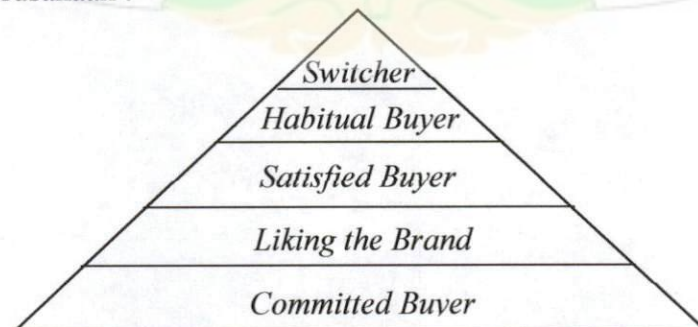 Switcher
Habitual Buyer
Satisfied Buyer
Liking the Brand
Committed Buyer